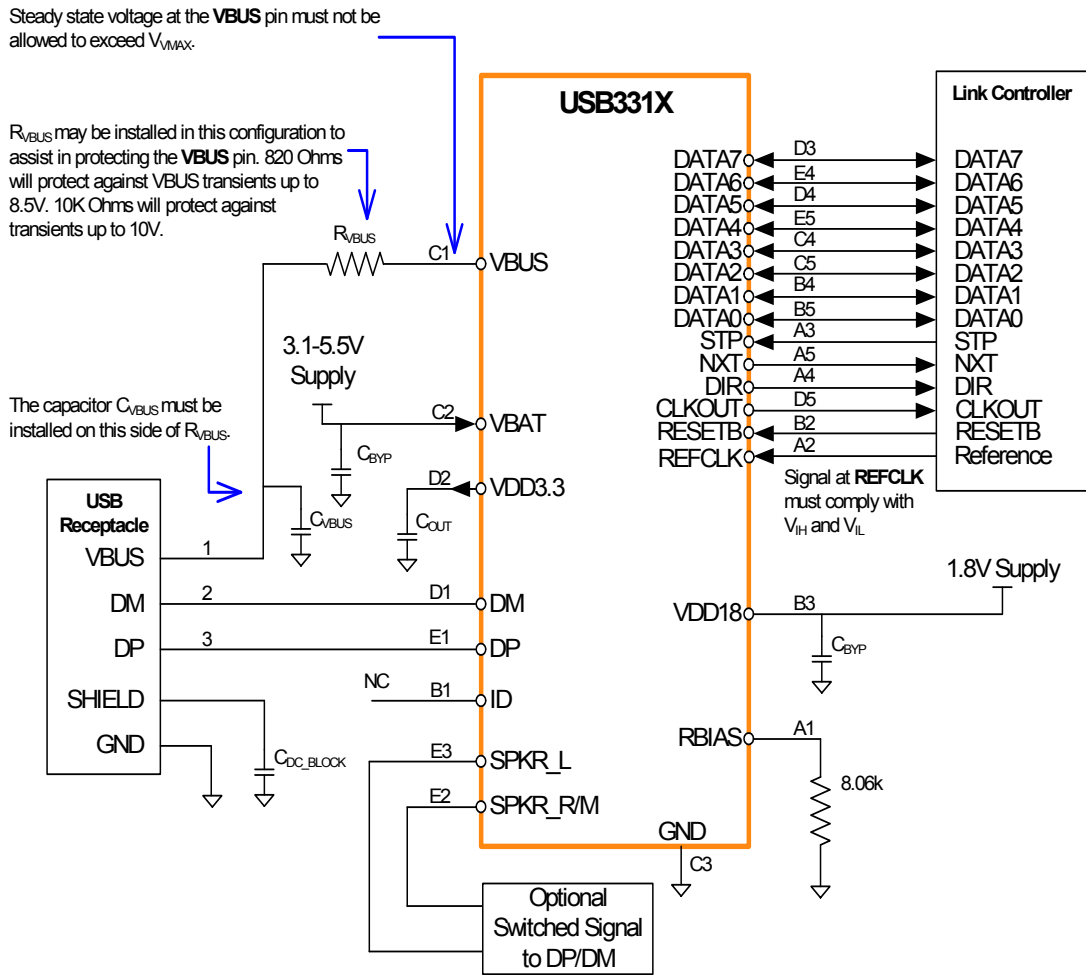 Steady state voltage at the VBUS pin must not be
allowed to exceed VVMAX.
RVBUS may be installed in this configuration to
assist in protecting the VBUS pin. 820 Ohms
will protect against VBUS transients up to
8.5V. 10K Ohms will protect against
transients up to 10V.
RVBUS
C1
VBUS
3.1-5.5V
Supply
The capacitor CVBUS must be
installed on this side of RVBUS.
C2
VBAT
CBYP
D2
VDD3.3
COUT
CVBUS
USB
Receptacle
VBUS
1
DM
2
D1
DM
DP
3
E1
DP
SHIELD
NC
B1
ID
GND
CDC_BLOCK
E3
SPKR_L
E2
SPKR_R/M
USB331X
Link Controller
DATA7
D3
DATA7
DATA6
E4
DATA6
DATA5
D4
DATA5
DATA4
E5
DATA4
DATA3
C4
DATA3
DATA2
C5
DATA2
DATA1
B4
DATA1
DATA0
B5
DATA0
STP
A3
STP
NXT
A5
NXT
DIR
A4
DIR
CLKOUT
D5
CLKOUT
RESETB
B2
RESETB
REFCLK
A2
Reference
Signal at REFCLK
must comply with
VIH and VIL
1.8V Supply
VDD18
B3
CBYP
RBIAS
A1
8.06k
GND
C3
Optional
Switched Signal
to DP/DM